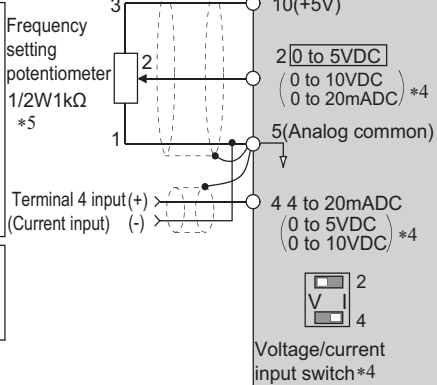 3
10(+5V)
Frequency
setting
potentiometer
1/2W1kΩ
*5
2
2 0 to 5VDC
(0 to 10VDC
0 to 20mADC) *4
1
5(Analog common)
Terminal 4 input (+)
(Current input) (-)
4 4 to 20mADC
(0 to 5VDC
0 to 10VDC) *4
2
V I
4
Voltage/current
input switch*4